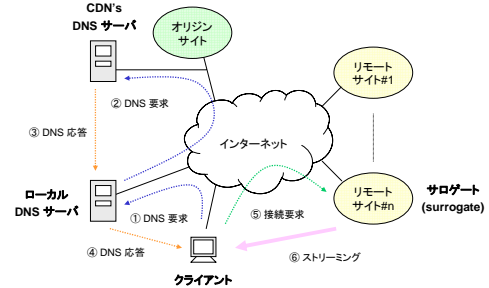 CDN's
DNS サーバ
オリジン
サイト
リモート
サイト#1
② DNS 要求
③ DNS 応答
インターネット
ローカル
DNS サーバ
① DNS 要求
⑤ 接続要求
リモート
サイト#n
サロゲート
(surrogate)
④ DNS 応答
⑥ ストリーミング
クライアント